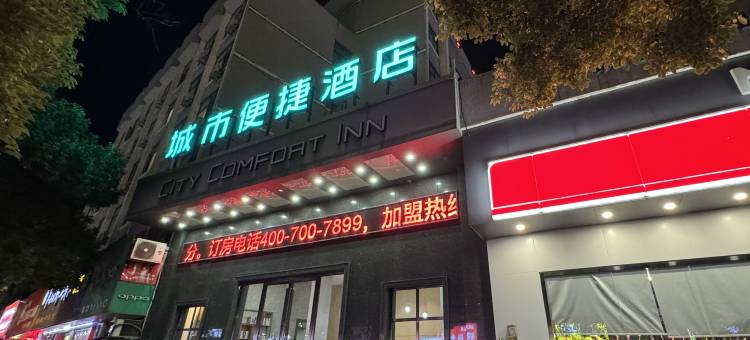 城市便捷酒店
CITY COMFORT INN
分。订房电话400-700-7899，加盟热线
oppo